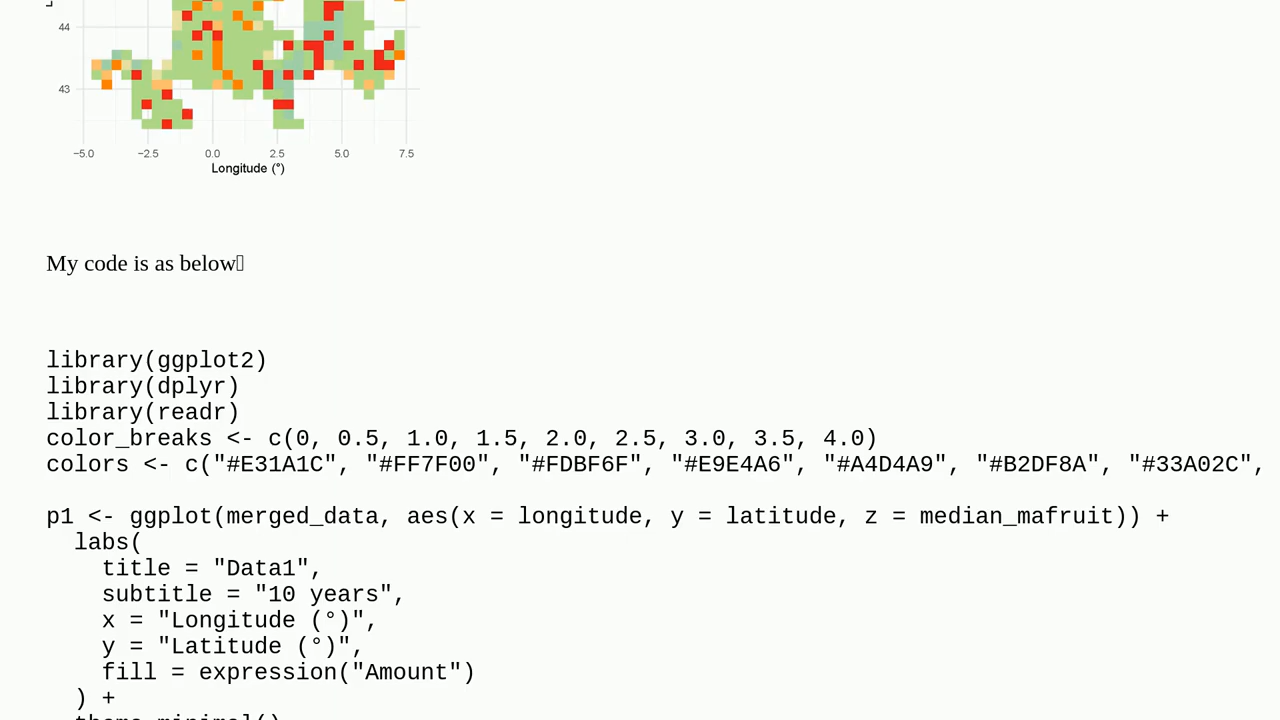 44
43
−5.0 −2.5 0.0 2.5 5.0 7.5
Longitude (°)
My code is as below
library(ggplot2)
library(dplyr)
library(readr)
color_breaks <- c(0, 0.5, 1.0, 1.5, 2.0, 2.5, 3.0, 3.5, 4.0)
colors <- c("#E31A1C", "#FF7F00", "#FDBF6F", "#E9E4A6", "#A4D4A9", "#B2DF8A", "#33A02C",
p1 <- ggplot(merged_data, aes(x = longitude, y = latitude, z = median_mafruit)) +
labs(
title = "Data1",
subtitle = "10 years",
x = "Longitude (°)",
y = "Latitude (°)",
fill = expression("Amount")
) +